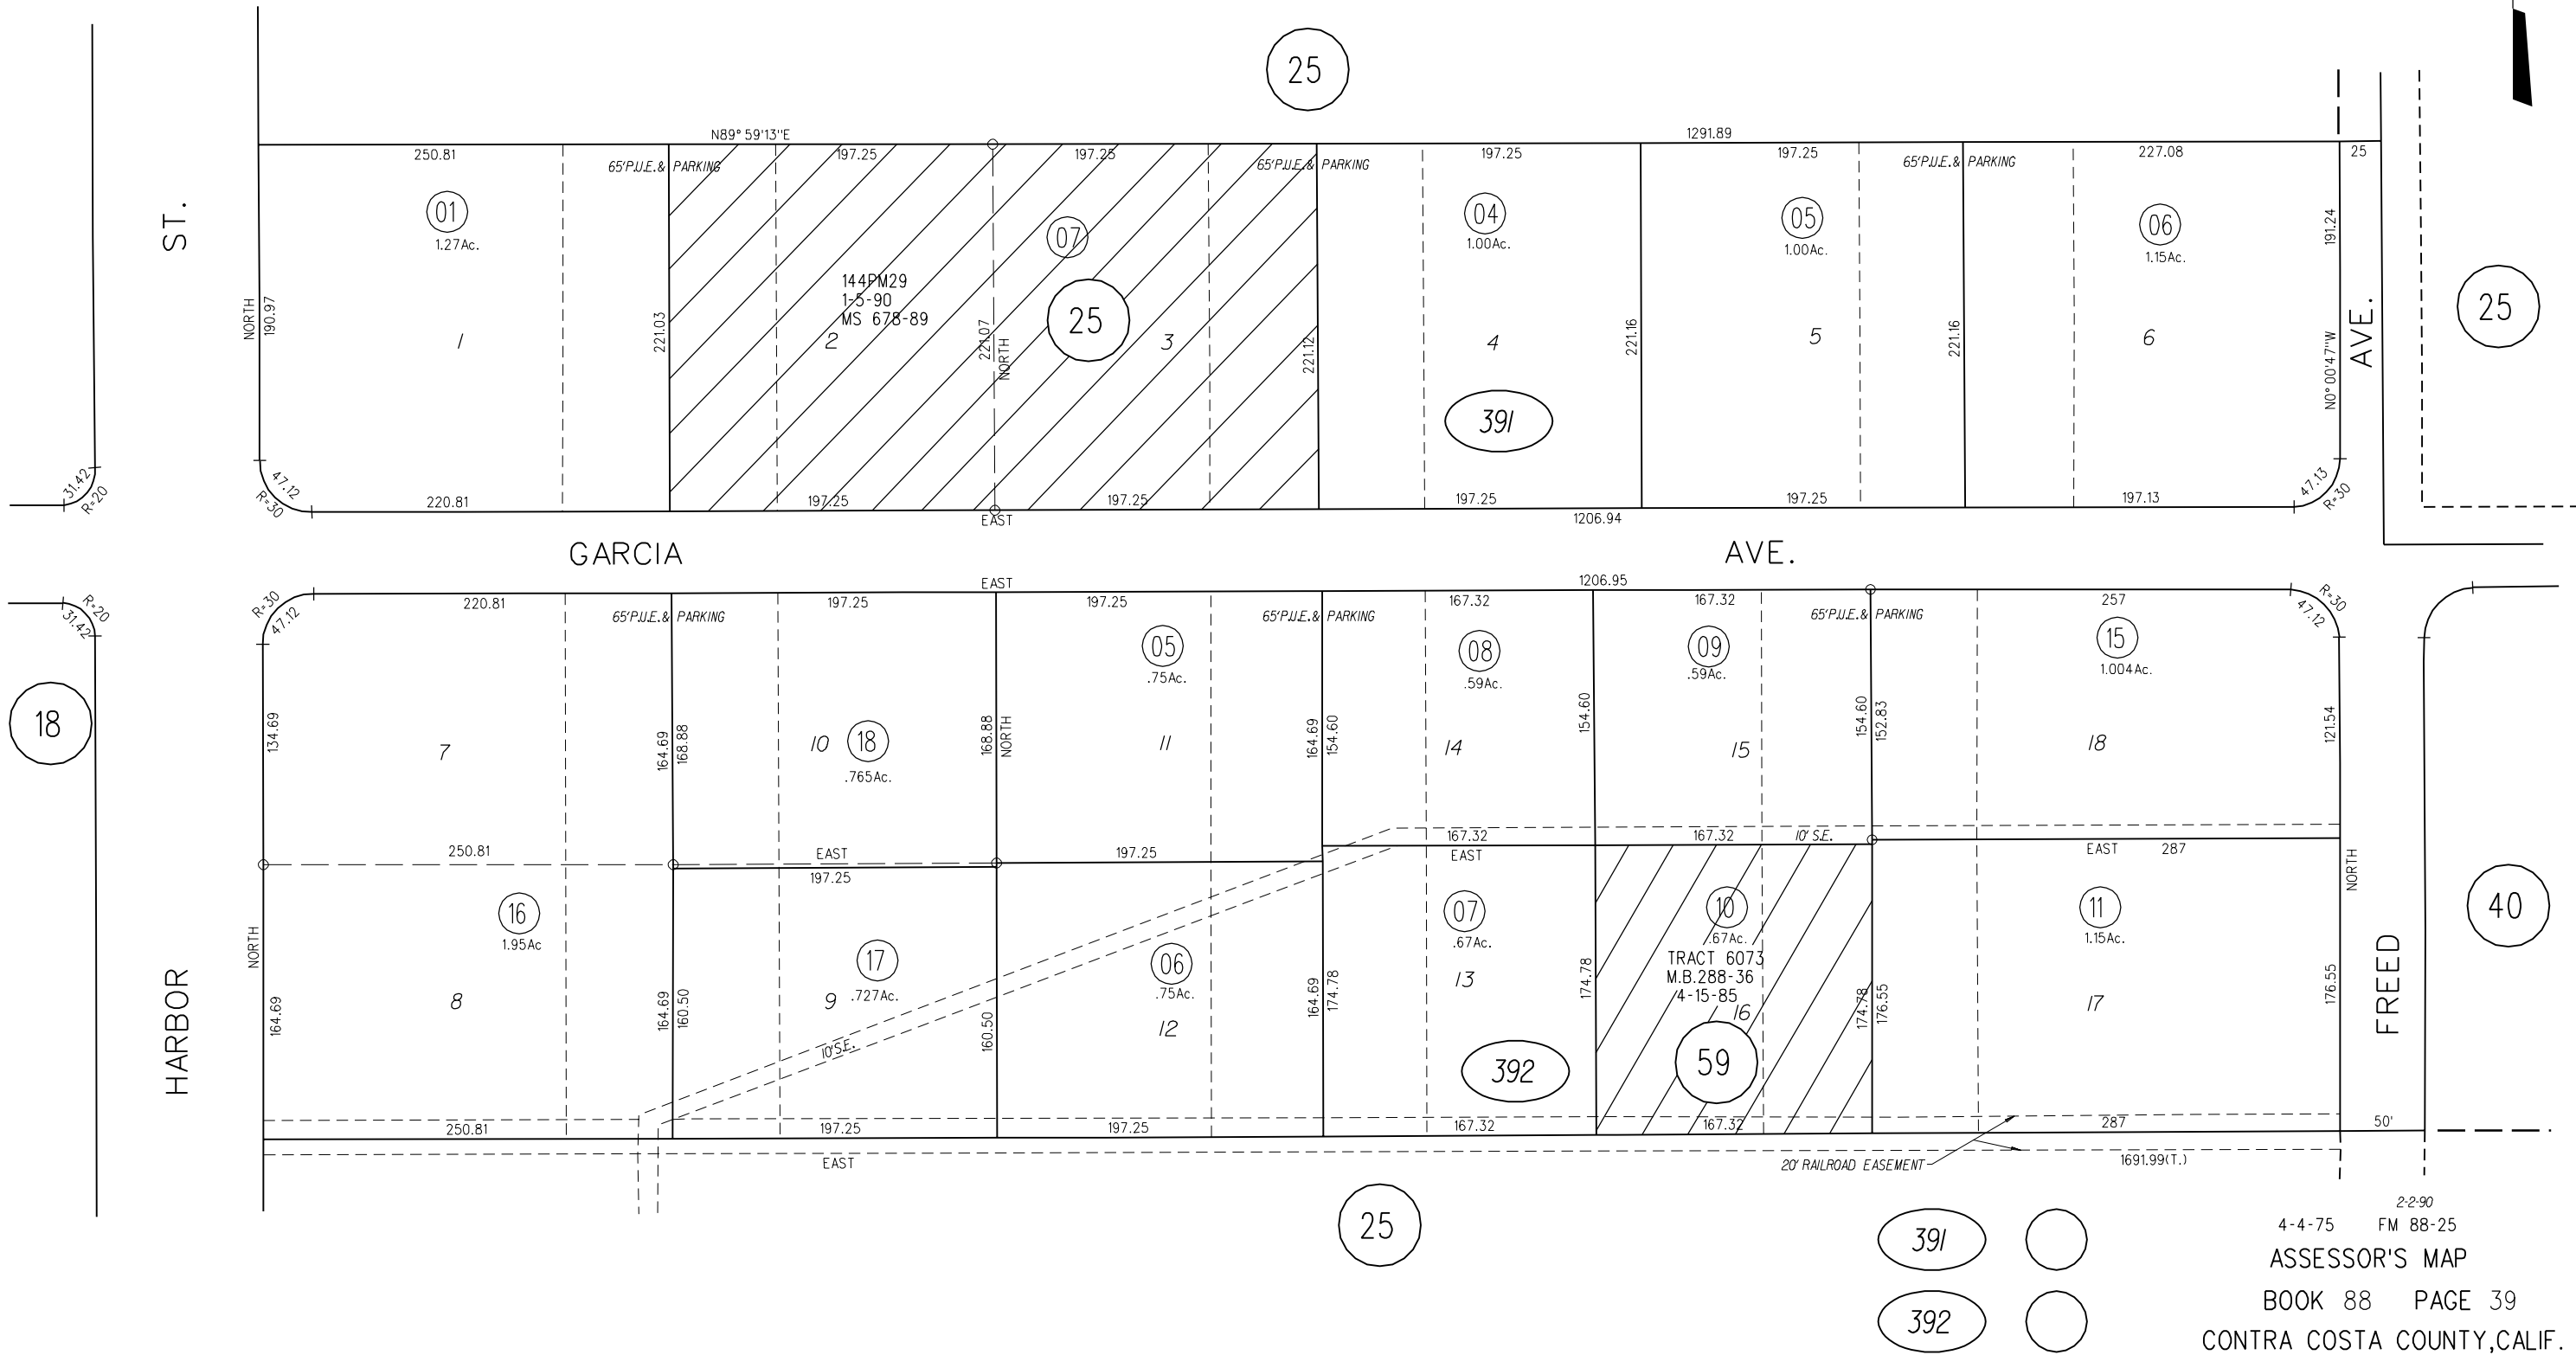 25
N89° 59'13"E
1291.89
250.81
65'P.U.E.& PARKING
197.25
197.25
65'P.U.E.& PARKING
197.25
197.25
65'P.U.E.& PARKING
227.08
25
ST.
01
1.27Ac.
07
04
1.00Ac.
05
1.00Ac.
06
1.15Ac.
191.24
25
144PM29
1-5-90
MS 678-89
25
NORTH
190.97
1
221.03
2
221.07
NORTH
3
221.12
4
221.16
5
221.16
6
N0° 00'47"W
AVE.
391
31.42
R=20
47.12
R=30
220.81
197.25
EAST
197.25
197.25
197.25
1206.94
197.13
47.13
R=30
GARCIA
AVE.
EAST
1206.95
R=20
31.42
R=30
47.12
220.81
65'P.U.E.& PARKING
197.25
197.25
65'P.U.E.& PARKING
167.32
167.32
65'P.U.E.& PARKING
257
R=30
47.12
05
.75Ac.
08
.59Ac.
09
.59Ac.
15
1.004Ac.
18
134.69
7
164.69
168.88
10
18
.765Ac.
168.88
NORTH
11
164.69
154.60
14
154.60
15
154.60
152.83
18
121.54
250.81
EAST
197.25
197.25
167.32
EAST
167.32
10' S.E.
EAST
287
NORTH
16
1.95Ac
17
.727Ac.
06
.75Ac.
07
.67Ac.
10
.67Ac.
11
1.15Ac.
40
TRACT 6073
M.B.288-36
4-15-85
NORTH
HARBOR
164.69
8
164.69
160.50
9
10'S.E.
160.50
12
164.69
174.78
13
174.78
16
174.78
176.55
17
176.55
FREED
392
59
250.81
197.25
197.25
167.32
167.32
287
50'
EAST
20' RAILROAD EASEMENT
1691.99(T.)
25
391
392
2-2-90
4-4-75 FM 88-25
ASSESSOR'S MAP
BOOK 88 PAGE 39
CONTRA COSTA COUNTY,CALIF.